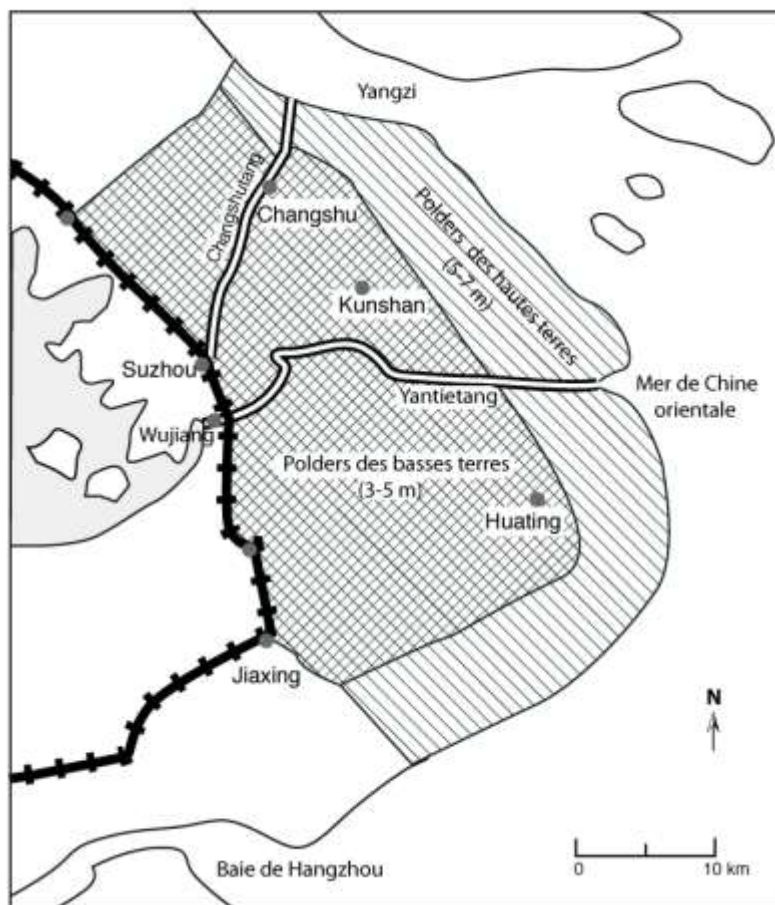 Yangzi
Changshutang
Changshu
Polders des hautes terres
(5-7 m)
Kunshan
Suzhou
Yantietang
Mer de Chine
orientale
Wujiang
Polders des basses terres
(3-5 m)
Huating
Jiaxing
N
0 10 km
Baie de Hangzhou